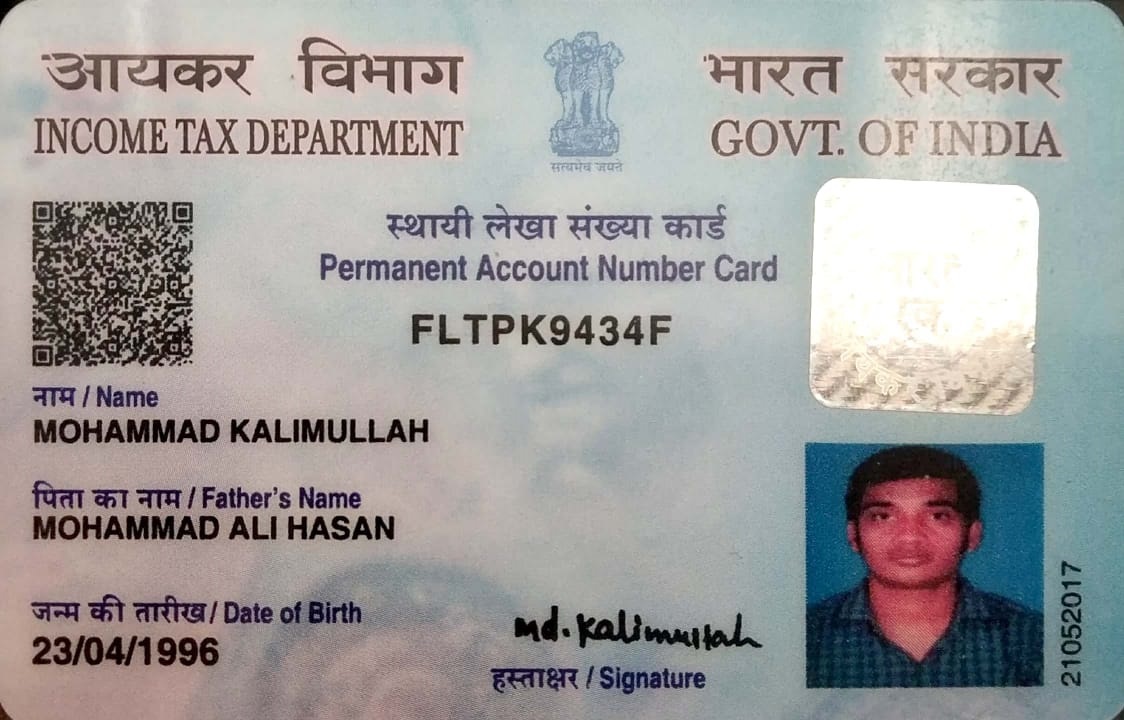 आयकर विभाग
INCOME TAX DEPARTMENT
सत्यमेव जयते
भारत सरकार
GOVT. OF INDIA
स्थायी लेखा संख्या कार्ड
Permanent Account Number Card
FLTPK9434F
नाम / Name
MOHAMMAD KALIMULLAH
पिता का नाम / Father's Name
MOHAMMAD ALI HASAN
जन्म की तारीख / Date of Birth
23/04/1996
md. Kalimullah
हस्ताक्षर / Signature
21052017